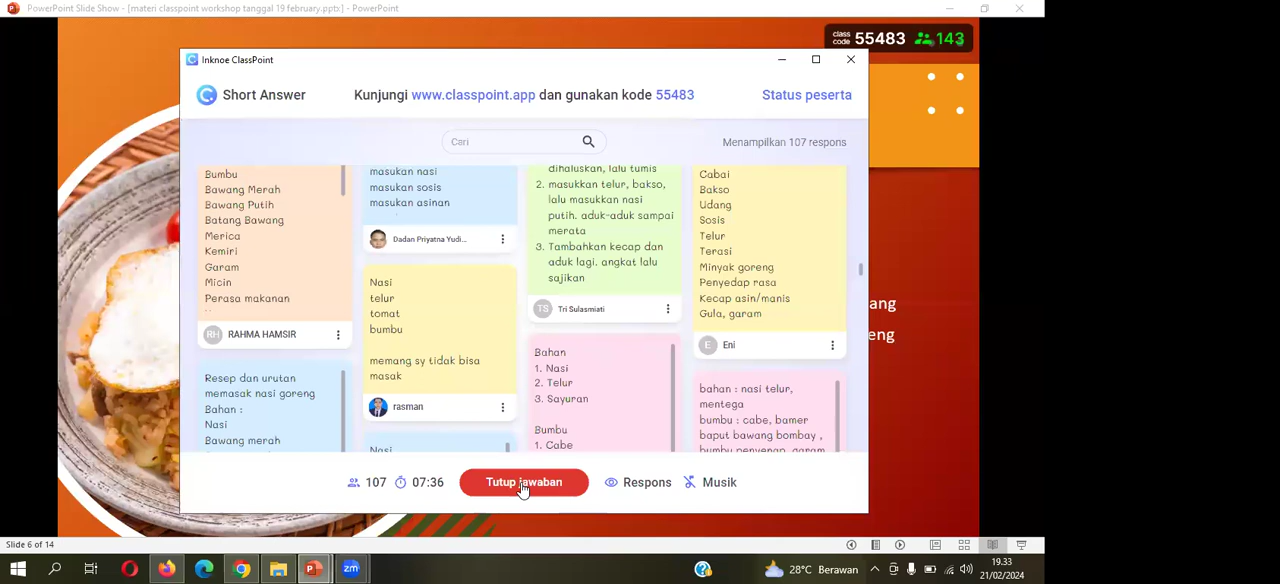 PowerPoint Slide Show - [materi classpoint workshop tanggal 19 february.pptx] - PowerPoint
class code 55483 143
Inknoe ClassPoint
Short Answer
Kunjungi www.classpoint.app dan gunakan kode 55483
Status peserta
Cari
Menampilkan 107 respons
Bumbu
Bawang Merah
Bawang Putih
Batang Bawang
Merica
Kemiri
Garam
Micin
Perasa makanan
RH RAHMA HAMSIR
Resep dan urutan
memasak nasi goreng
Bahan :
Nasi
Bawang merah
masukan nasi
masukan sosis
masukan asinan
Dadan Priyatna Yudi...
Nasi
telur
tomat
bumbu
memang sy tidak bisa
masak
rasman
Nasi
dihaluskan, lalu tumis
2. masukkan telur, bakso,
lalu masukkan nasi
putih. aduk-aduk sampai
merata
3. Tambahkan kecap dan
aduk lagi. angkat lalu
sajikan
TS Tri Sulasmiati
Bahan
1. Nasi
2. Telur
3. Sayuran
Bumbu
1. Cabe
Cabai
Bakso
Udang
Sosis
Telur
Terasi
Minyak goreng
Penyedap rasa
Kecap asin/manis
Gula, garam
E Eni
bahan : nasi telur,
mentega
bumbu : cabe, bamer
baput bawang bombay ,
bumbu penyenap, garam
ang
eng
107 07:36 Tutup jawaban Respons Musik
Slide 6 of 14
zm
28°C Berawan
19.33
21/02/2024